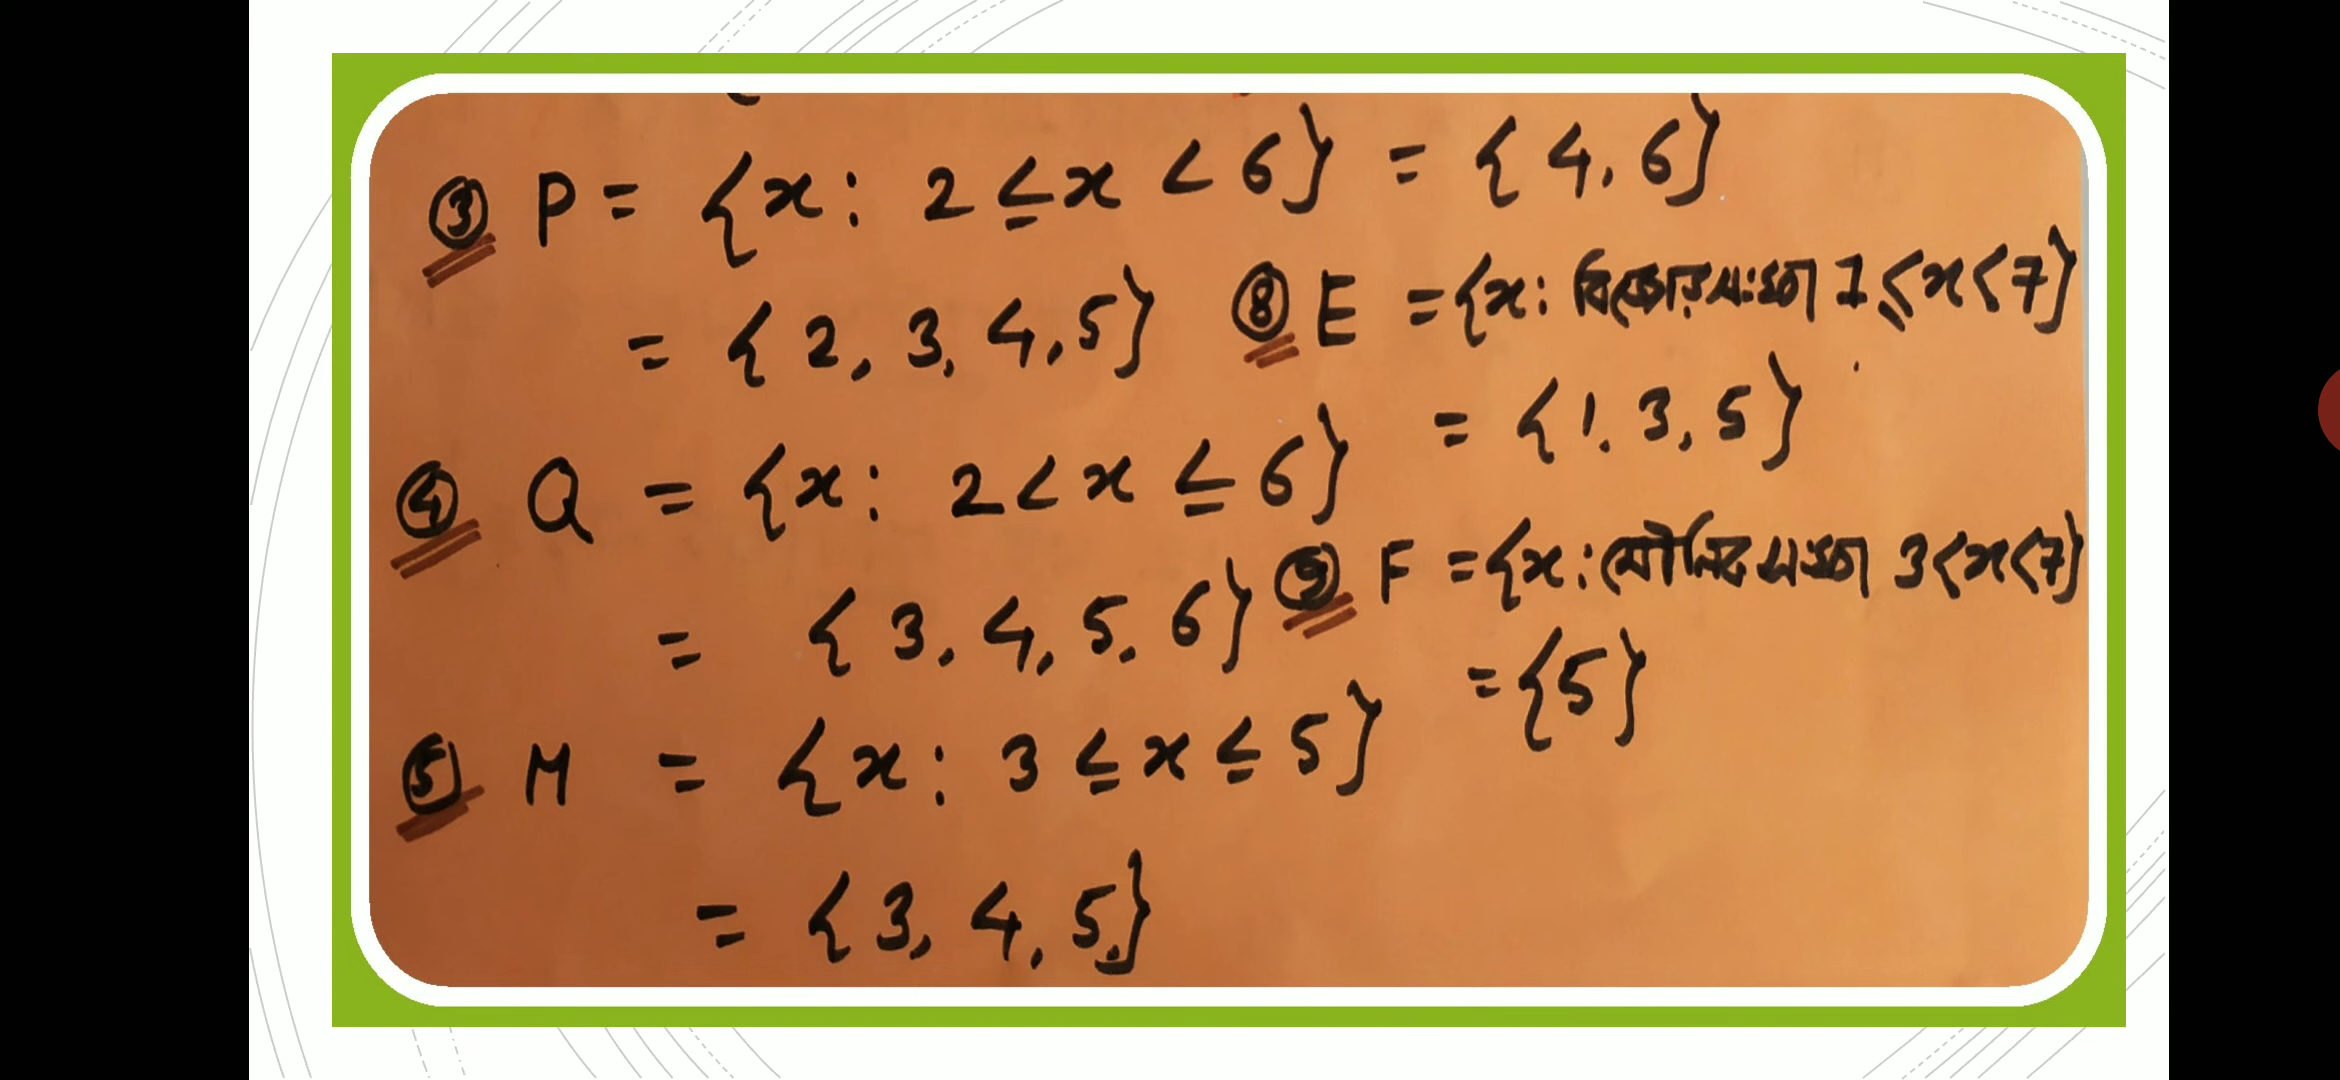 ③ P = {x: 2 ≤ x < 6} = {4, 6}
= {2, 3, 4, 5}
④ Q = {x: 2 < x ≤ 6}
= {3, 4, 5, 6}
⑤ M = {x: 3 ≤ x ≤ 5}
= {3, 4, 5}
⑧ E = {x: বিজোড় সংখ্যা 1 ≤ x < 7}
= {1, 3, 5}
⑨ F = {x: মৌলিক সংখ্যা 3 < x < 7}
= {5}